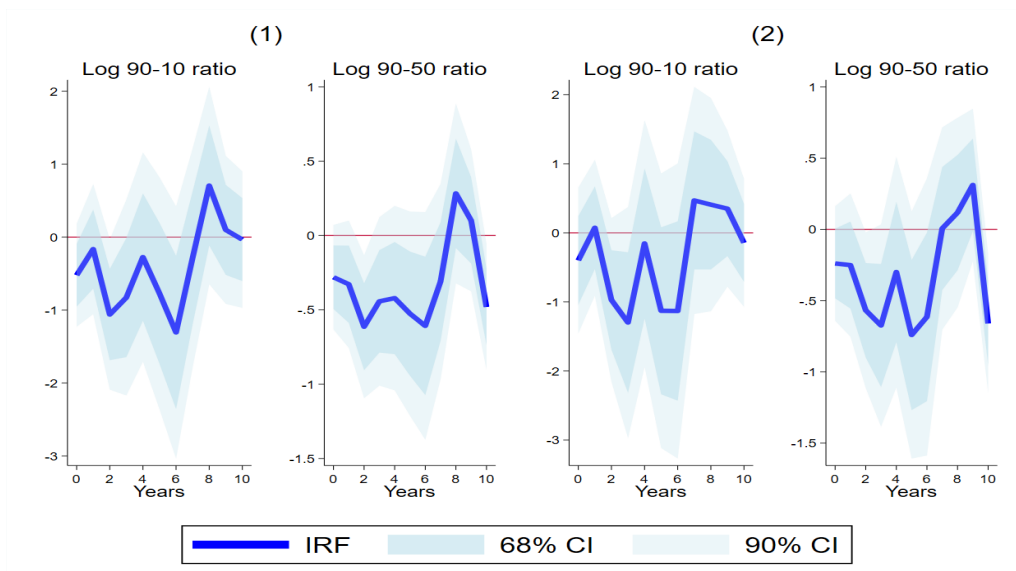 (1) (2)
Log 90-10 ratio Log 90-50 ratio Log 90-10 ratio Log 90-50 ratio
2 1 0 -1 -2 -3
1 .5 0 -.5 -1 -1.5
2 1 0 -1 -2 -3
1 .5 0 -.5 -1 -1.5
0 2 4 6 8 10 0 2 4 6 8 10 0 2 4 6 8 10 0 2 4 6 8 10
Years Years Years Years
IRF 68% CI 90% CI